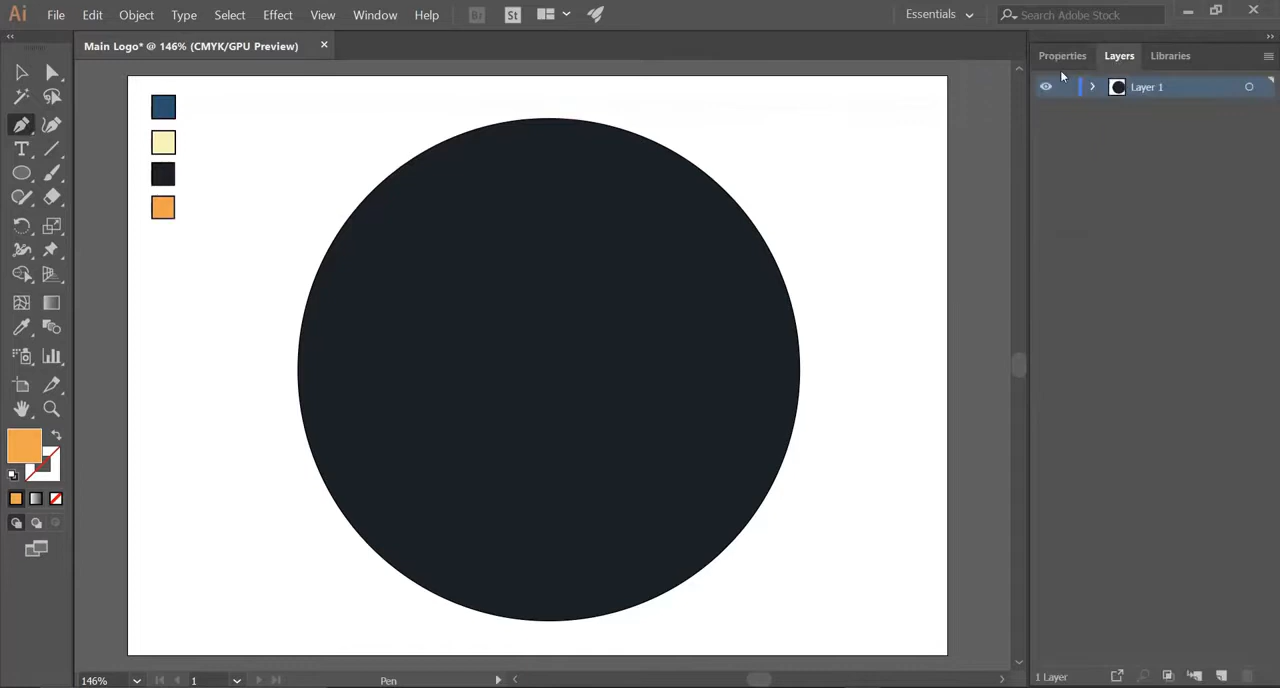 Ai File Edit Object Type Select Effect View Window Help Br St Essentials Search Adobe Stock
Main Logo* @ 146% (CMYK/GPU Preview) × Properties Layers Libraries
Layer 1
146% 1 Pen 1 Layer